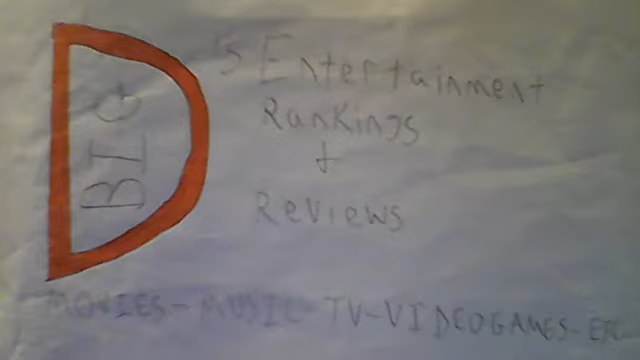 BIG D's Entertainment
Rankings
+
Reviews
MOVIES-MUSIC-TV-VIDEOGAMES-ETC